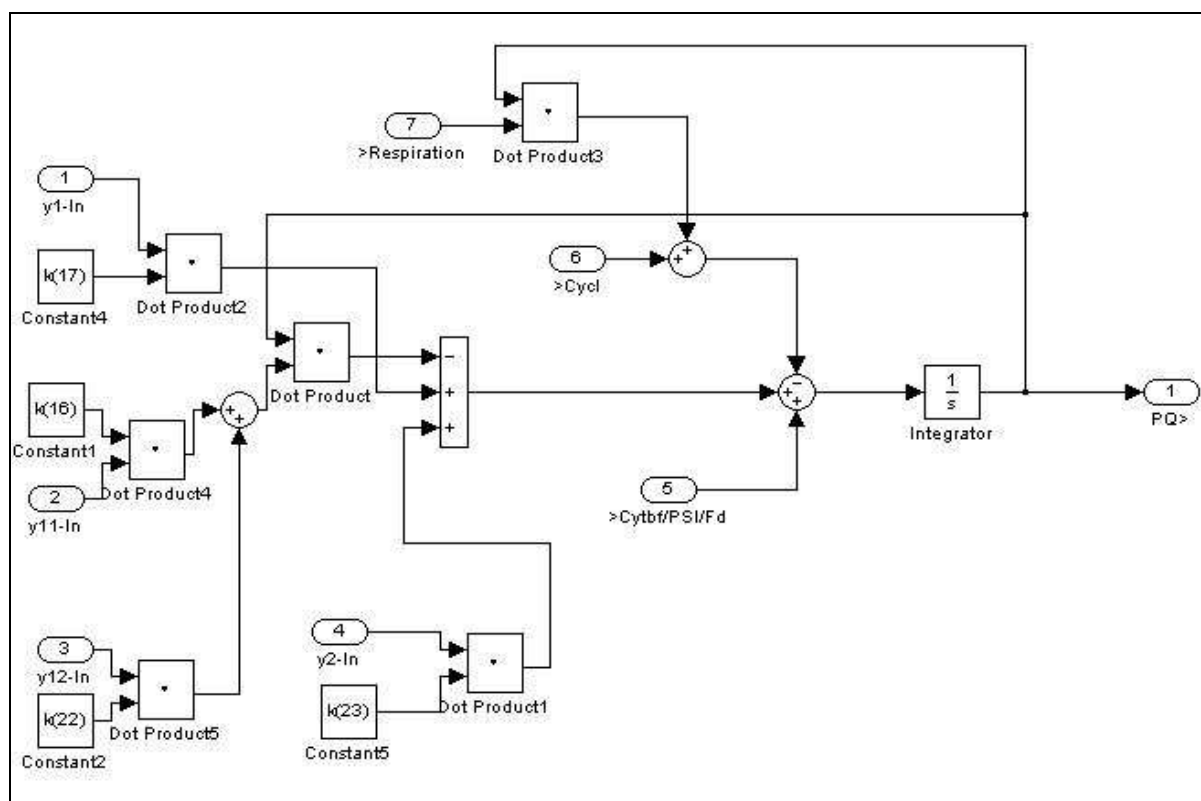 7
>Respiration
Dot Product3
1
y1-In
k(17)
Constant4
Dot Product2
6
>Cycl
+
+
Dot Product
k(16)
Constant1
2
y11-In
Dot Product4
+
+
−
+
+
−
+
+
1
s
Integrator
1
PQ>
5
>Cytbf/PSI/Fd
3
y12-In
k(22)
Constant2
Dot Product5
4
y2-In
k(23)
Constant5
Dot Product1